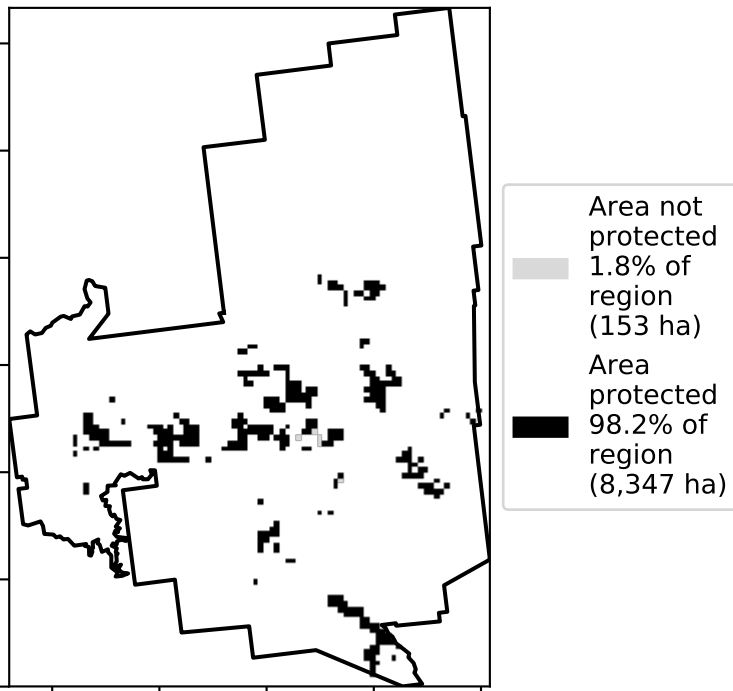 Area not
protected
1.8% of
region
(153 ha)
Area
protected
98.2% of
region
(8,347 ha)